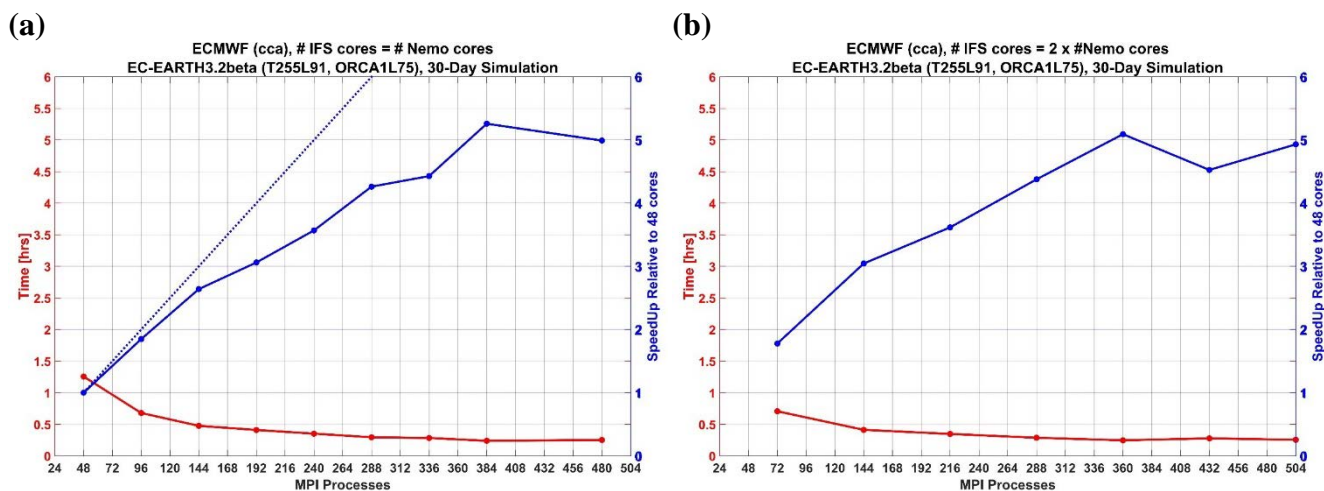 (a)
ECMWF (cca), # IFS cores = # Nemo cores
EC-EARTH3.2beta (T255L91, ORCA1L75), 30-Day Simulation
6
5.5
5
4.5
4
3.5
3
2.5
2
1.5
1
0.5
0
Time [hrs]
6
5
4
3
2
1
0
SpeedUp Relative to 48 cores
24 48 72 96 120 144 168 192 216 240 264 288 312 336 360 384 408 432 456 480 504
MPI Processes
(b)
ECMWF (cca), # IFS cores = 2 x #Nemo cores
EC-EARTH3.2beta (T255L91, ORCA1L75), 30-Day Simulation
6
5.5
5
4.5
4
3.5
3
2.5
2
1.5
1
0.5
0
Time [hrs]
6
5
4
3
2
1
0
SpeedUp Relative to 48 cores
24 48 72 96 120 144 168 192 216 240 264 288 312 336 360 384 408 432 456 480 504
MPI Processes